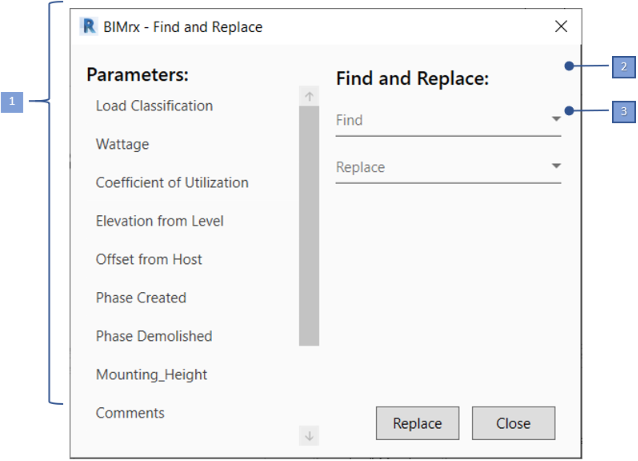 BIMrx - Find and Replace
1
Parameters:
Load Classification
Wattage
Coefficient of Utilization
Elevation from Level
Offset from Host
Phase Created
Phase Demolished
Mounting_Height
Comments
Find and Replace:
2
Find
3
Replace
Replace
Close